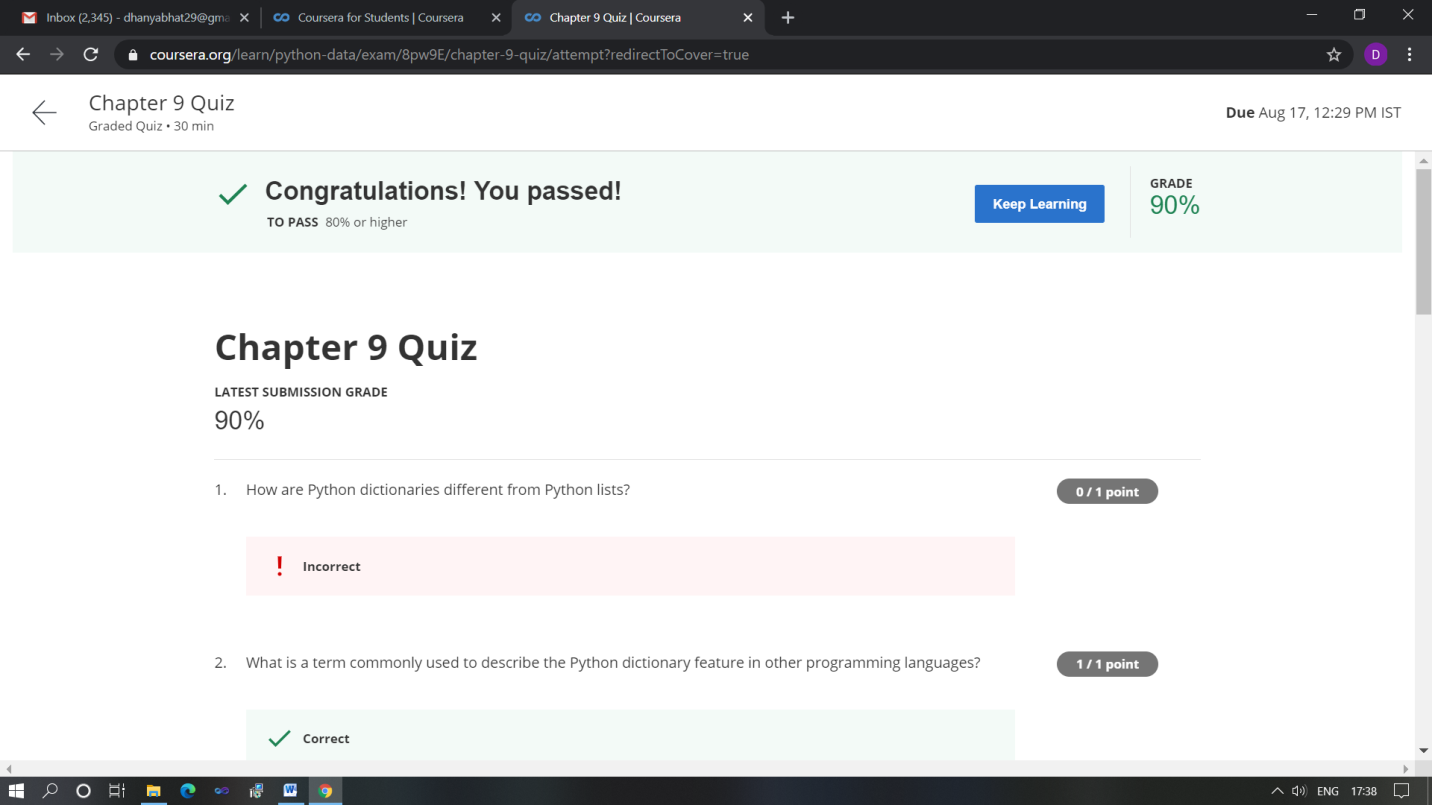 Inbox (2,345) - dhanyabhat29@gma
Coursera for Students | Coursera
Chapter 9 Quiz | Coursera
coursera.org/learn/python-data/exam/8pw9E/chapter-9-quiz/attempt?redirectToCover=true
D
Chapter 9 Quiz
Graded Quiz • 30 min
Due Aug 17, 12:29 PM IST
Congratulations! You passed!
TO PASS 80% or higher
Keep Learning
GRADE
90%
Chapter 9 Quiz
LATEST SUBMISSION GRADE
90%
1. How are Python dictionaries different from Python lists?
0 / 1 point
Incorrect
2. What is a term commonly used to describe the Python dictionary feature in other programming languages?
1 / 1 point
Correct
ENG 17:38